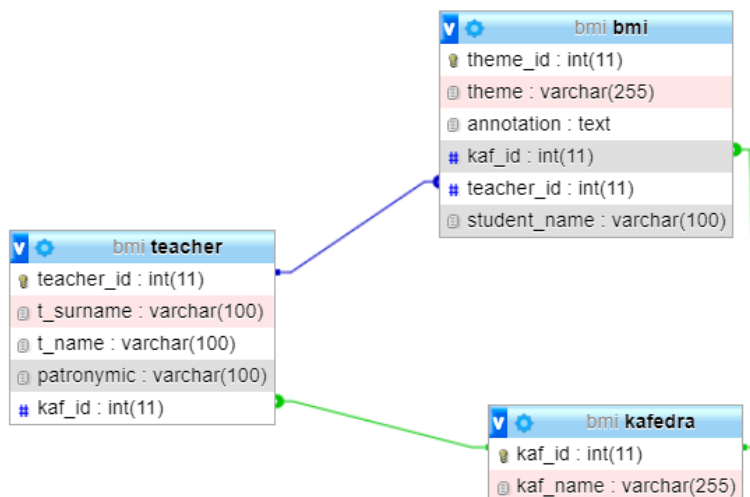 bmi bmi
theme_id : int(11)
theme : varchar(255)
annotation : text
kaf_id : int(11)
teacher_id : int(11)
student_name : varchar(100)
bmi teacher
teacher_id : int(11)
t_surname : varchar(100)
t_name : varchar(100)
patronymic : varchar(100)
kaf_id : int(11)
bmi kafedra
kaf_id : int(11)
kaf_name : varchar(255)